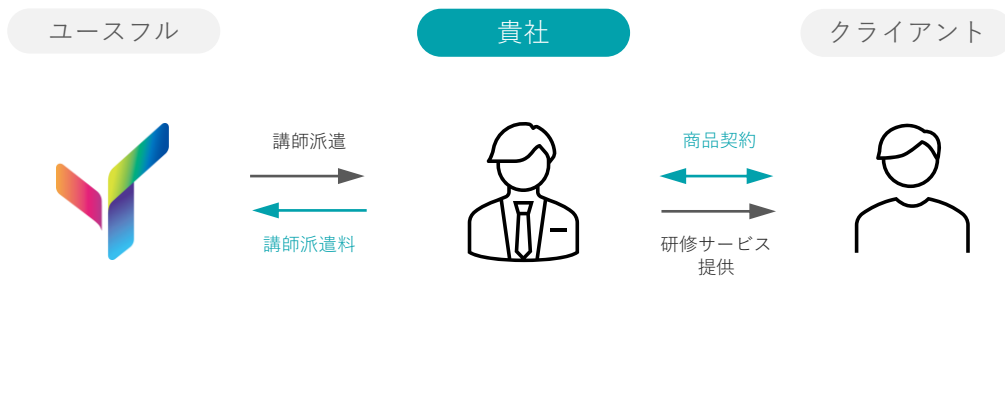 ユースフル
貴社
クライアント
講師派遣
講師派遣料
商品契約
研修サービス
提供